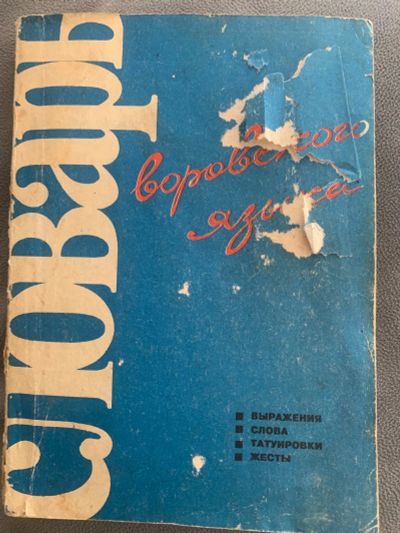 словарь
воровского
языка
ВЫРАЖЕНИЯ
СЛОВА
ТАТУИРОВКИ
ЖЕСТЫ